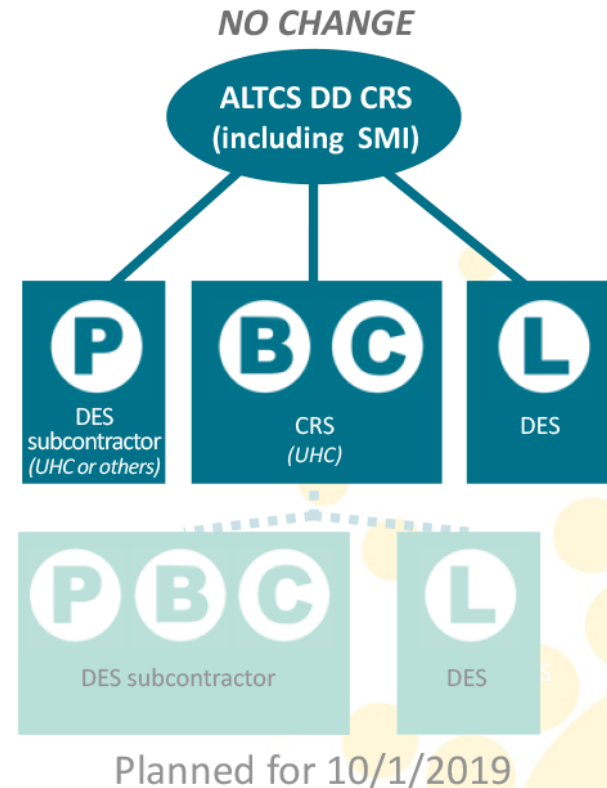 NO CHANGE
ALTCS DD CRS
(including SMI)
P
B C
L
DES
subcontractor
(UHC or others)
CRS
(UHC)
DES
P B C
L
DES subcontractor
DES
Planned for 10/1/2019